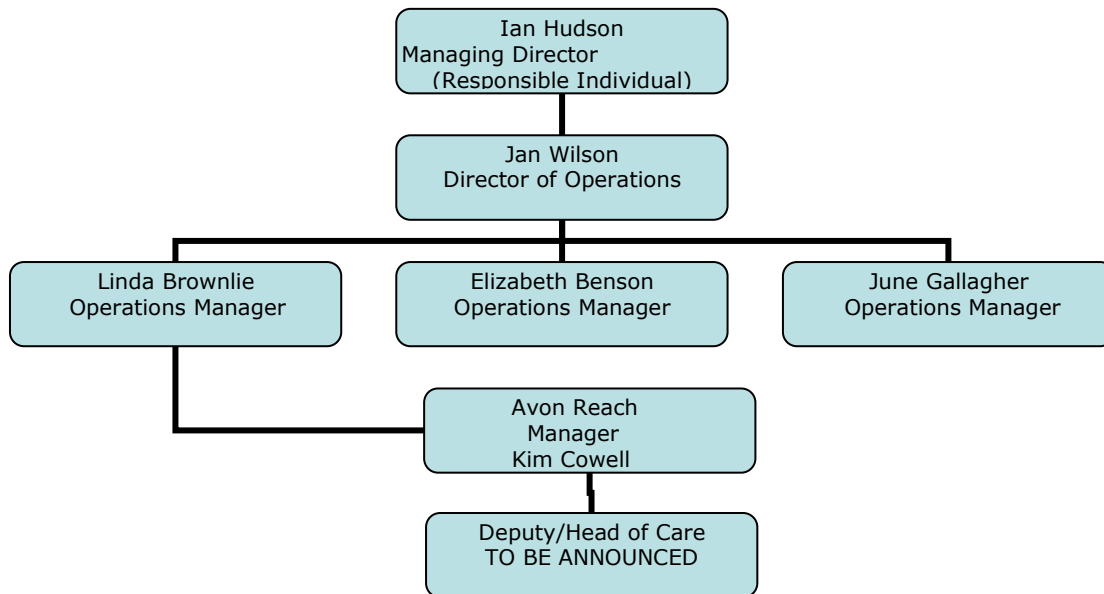 Ian Hudson
Managing Director
(Responsible Individual)
Jan Wilson
Director of Operations
Linda Brownlie
Operations Manager
Elizabeth Benson
Operations Manager
June Gallagher
Operations Manager
Avon Reach
Manager
Kim Cowell
Deputy/Head of Care
TO BE ANNOUNCED